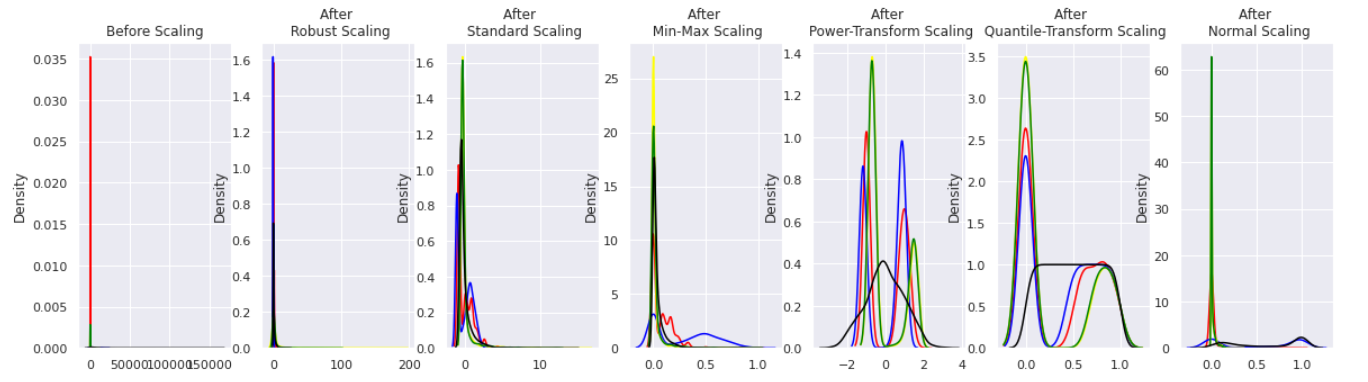 Before Scaling
After
Robust Scaling
After
Standard Scaling
After
Min-Max Scaling
After
Power-Transform Scaling
After
Quantile-Transform Scaling
After
Normal Scaling
Density
0.035
0.030
0.025
0.020
0.015
0.010
0.005
0.000
0 50000 100000 150000
Density
1.6
1.4
1.2
1.0
0.8
0.6
0.4
0.2
0.0
0 100 200
Density
1.6
1.4
1.2
1.0
0.8
0.6
0.4
0.2
0.0
0 10
Density
25
20
15
10
5
0
0.0 0.5 1.0
Density
1.4
1.2
1.0
0.8
0.6
0.4
0.2
0.0
−2 0 2 4
Density
3.5
3.0
2.5
2.0
1.5
1.0
0.5
0.0
0.0 0.5 1.0
Density
60
50
40
30
20
10
0
0.0 0.5 1.0